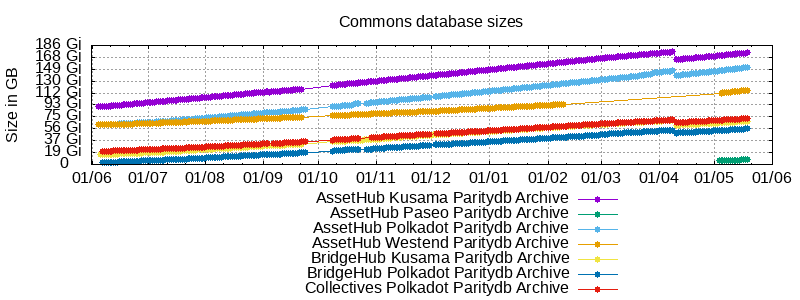 Commons database sizes
Size in GB
186 Gi
168 Gi
149 Gi
130 Gi
112 Gi
93 Gi
75 Gi
56 Gi
37 Gi
19 Gi
0
01/06 01/07 01/08 01/09 01/10 01/11 01/12 01/01 01/02 01/03 01/04 01/05 01/06
AssetHub Kusama Paritydb Archive
AssetHub Paseo Paritydb Archive
AssetHub Polkadot Paritydb Archive
AssetHub Westend Paritydb Archive
BridgeHub Kusama Paritydb Archive
BridgeHub Polkadot Paritydb Archive
Collectives Polkadot Paritydb Archive